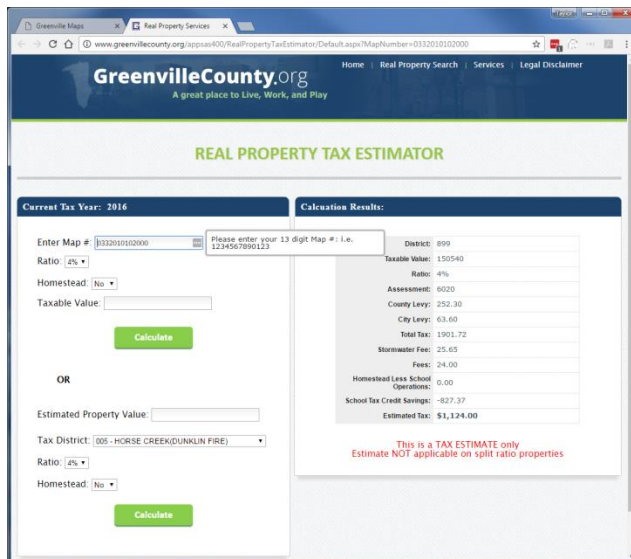 Taylor
Greenville Maps
Real Property Services
www.greenvillecounty.org/appsas400/RealPropertyTaxEstimator/Default.aspx?MapNumber=0332010102000
Home | Real Property Search | Services | Legal Disclaimer
GreenvilleCounty.org
A great place to Live, Work, and Play
REAL PROPERTY TAX ESTIMATOR
Current Tax Year: 2016
Enter Map #: 0332010102000
Please enter your 13 digit Map #: i.e.
1234567890123
Ratio: 4%
Homestead: No
Taxable Value:
Calculate
OR
Estimated Property Value:
Tax District: 005 - HORSE CREEK(DUNKLIN FIRE)
Ratio: 4%
Homestead: No
Calculate
Calcuation Results:
District: 899
Taxable Value: 150540
Ratio: 4%
Assessment: 6020
County Levy: 252.30
City Levy: 63.60
Total Tax: 1901.72
Stormwater Fee: 25.65
Fees: 24.00
Homestead Less School
Operations: 0.00
School Tax Credit Savings: -827.37
Estimated Tax: $1,124.00
This is a TAX ESTIMATE only
Estimate NOT applicable on split ratio properties